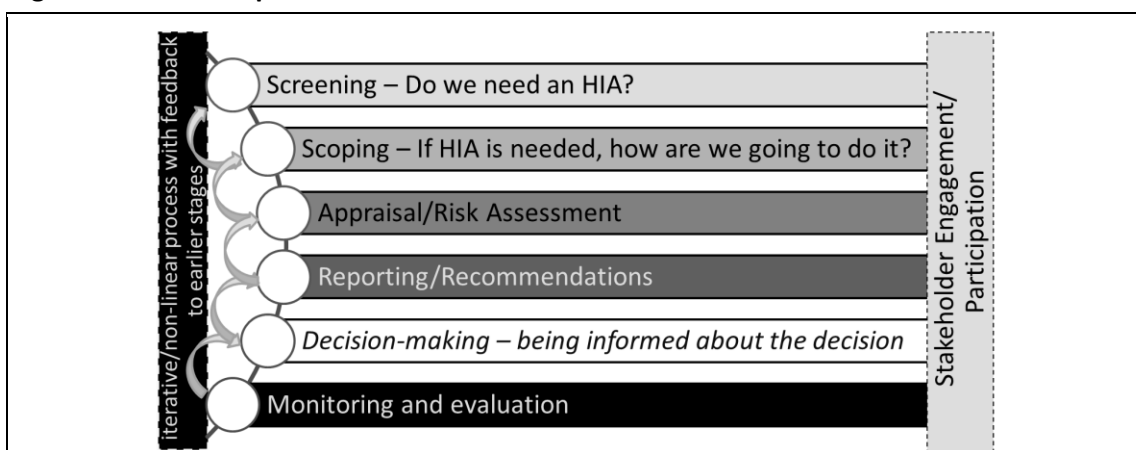 iterative/non-linear process with feedback
to earlier stages
Screening – Do we need an HIA?
Scoping – If HIA is needed, how are we going to do it?
Appraisal/Risk Assessment
Reporting/Recommendations
Decision-making – being informed about the decision
Monitoring and evaluation
Stakeholder Engagement/
Participation